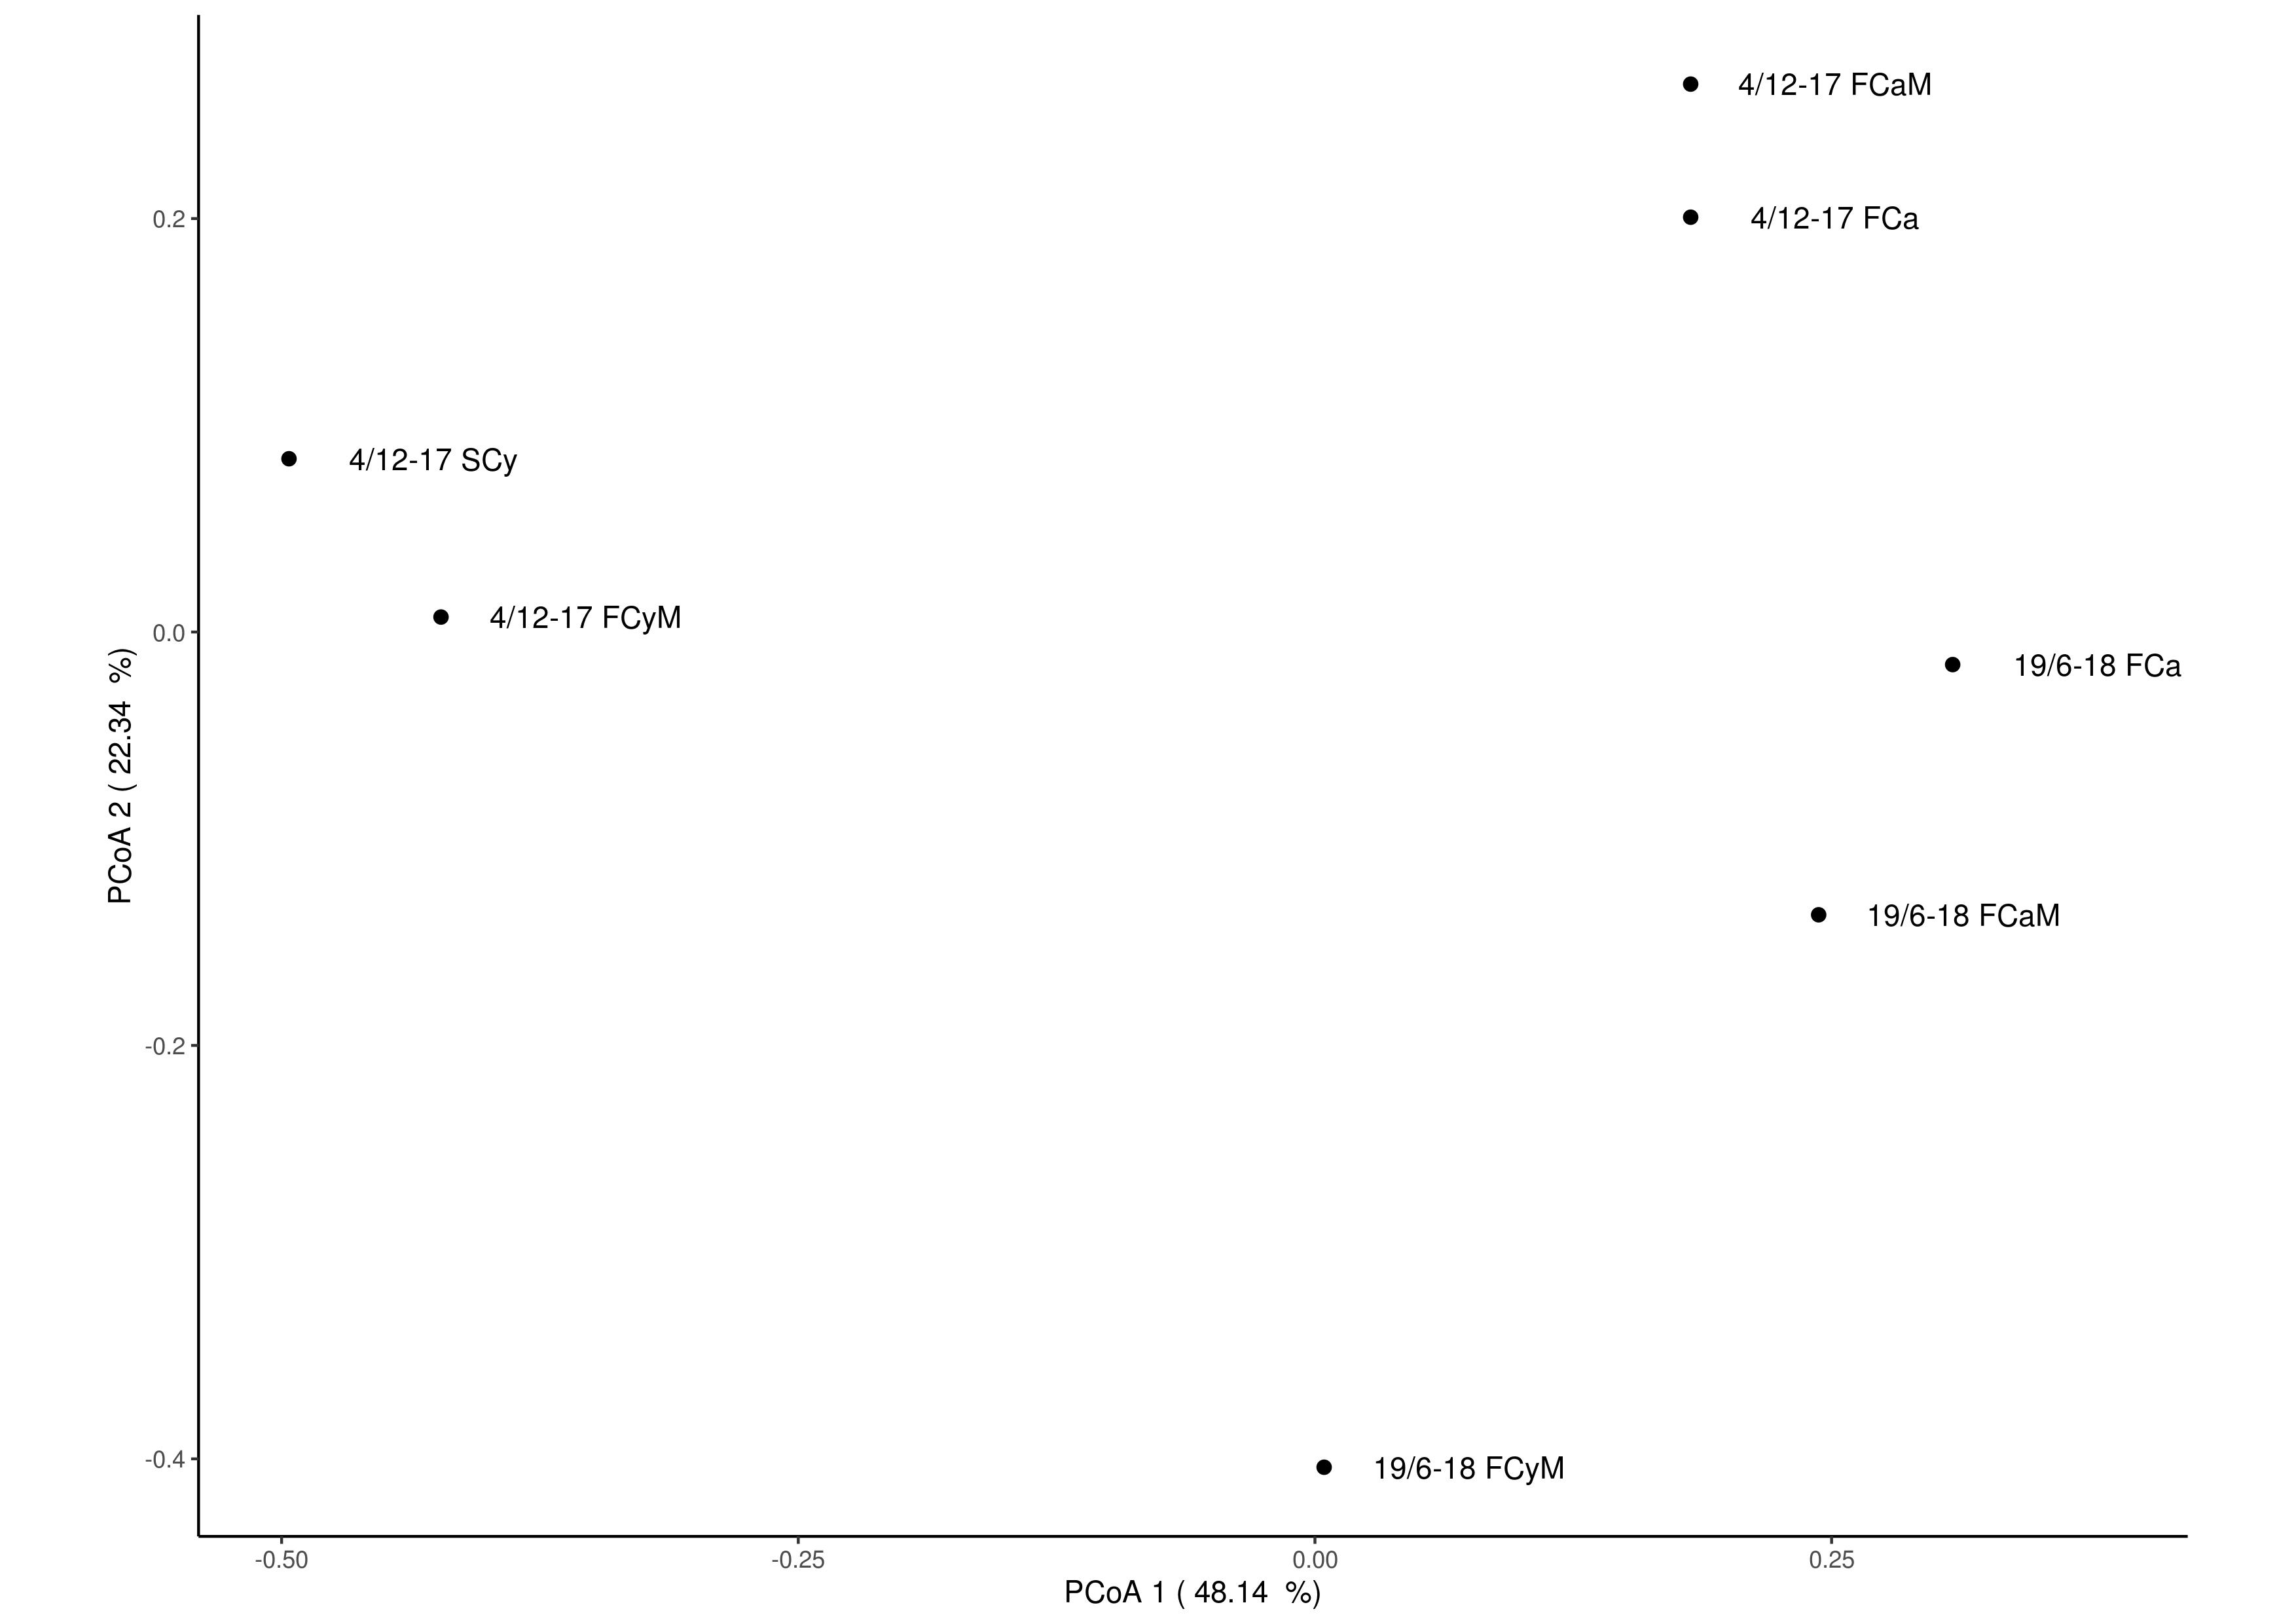 4/12-17 FCaM
0.2
4/12-17 FCa
4/12-17 SCy
0.0
4/12-17 FCyM
19/6-18 FCa
PCoA 2 ( 22.34  %)
19/6-18 FCaM
-0.2
-0.4
19/6-18 FCyM
-0.50
-0.25
0.00
0.25
PCoA 1 ( 48.14  %)